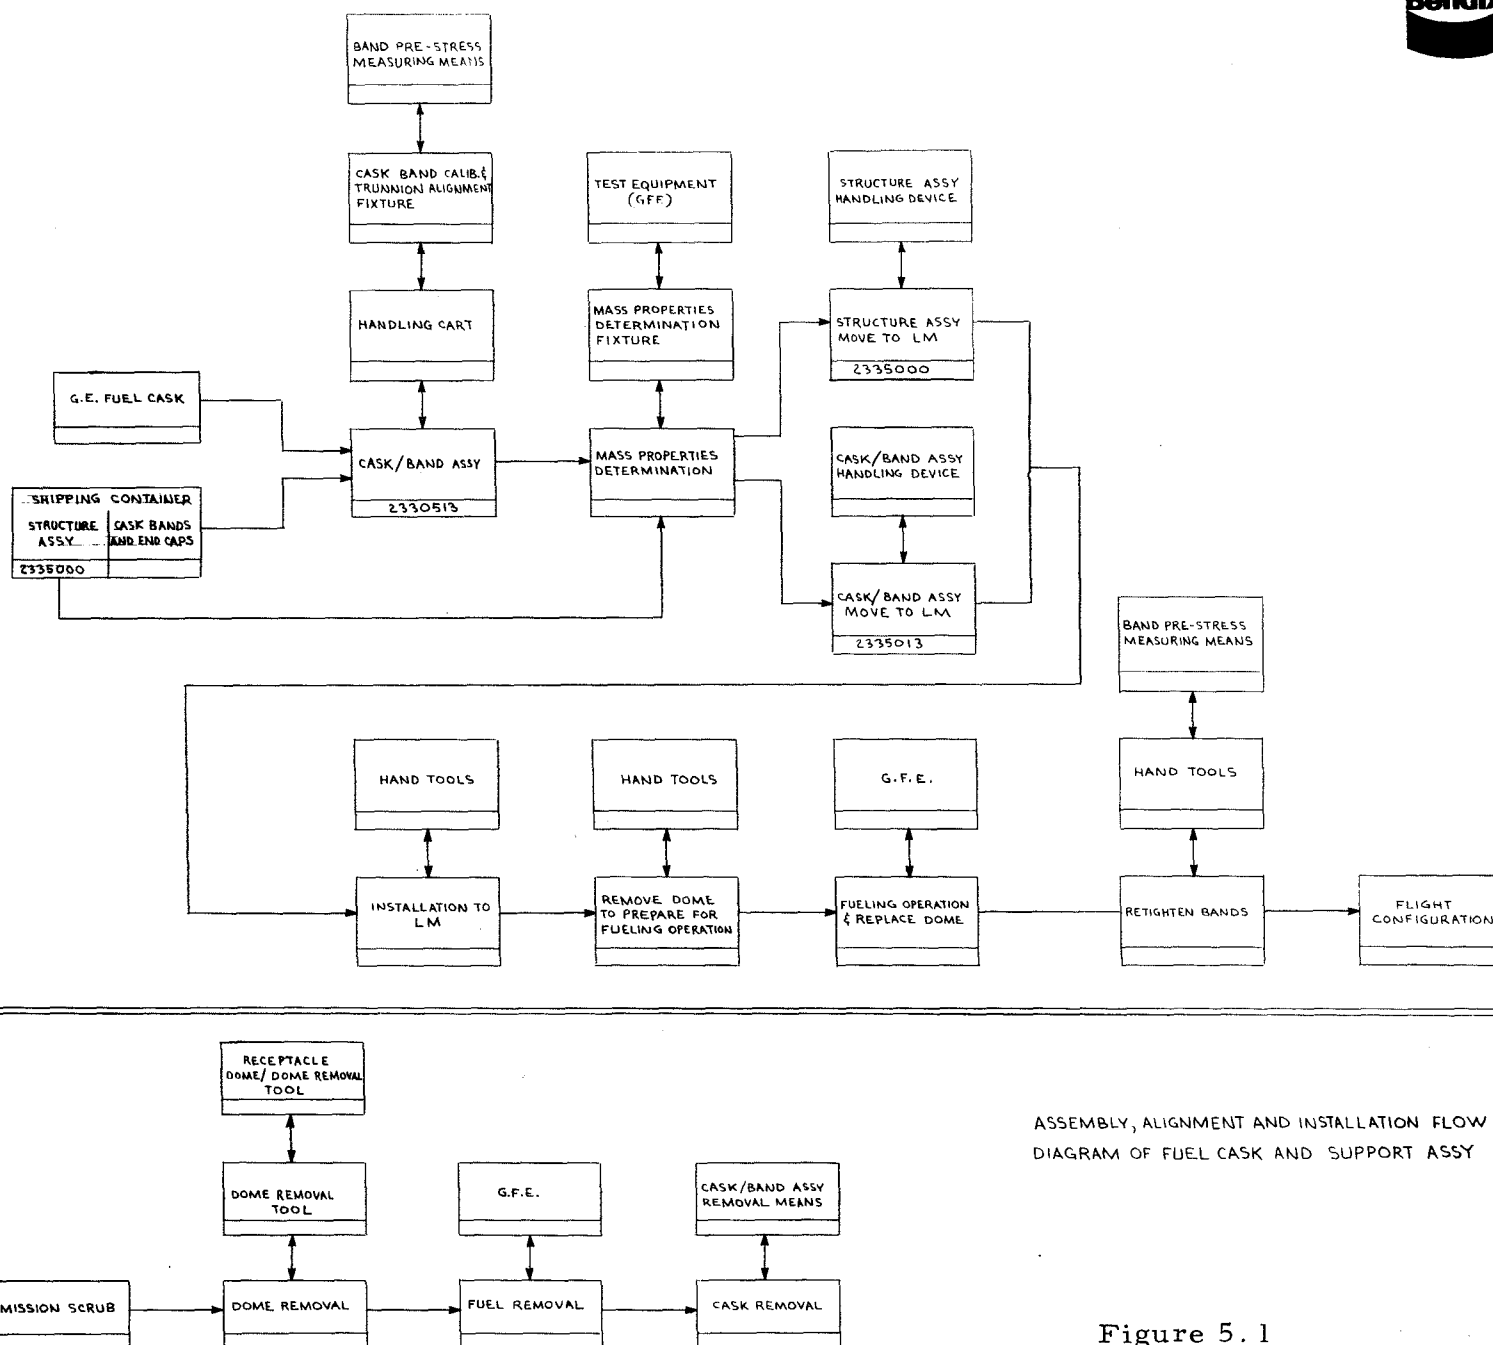 Bendix
BAND PRE-STRESS
MEASURING MEANS
CASK BAND CALIB. &
TRUNNION ALIGNMENT
FIXTURE
TEST EQUIPMENT
(GFE)
STRUCTURE ASSY
HANDLING DEVICE
HANDLING CART
MASS PROPERTIES
DETERMINATION
FIXTURE
STRUCTURE ASSY
MOVE TO LM
2335000
G.E. FUEL CASK
CASK/BAND ASSY
2330513
MASS PROPERTIES
DETERMINATION
CASK/BAND ASSY
HANDLING DEVICE
SHIPPING CONTAINER
STRUCTURE
ASSY
2335000
CASK BANDS
AND END CAPS
CASK/BAND ASSY
MOVE TO LM
2335013
BAND PRE-STRESS
MEASURING MEANS
HAND TOOLS
HAND TOOLS
G.F.E.
HAND TOOLS
INSTALLATION TO
LM
REMOVE DOME
TO PREPARE FOR
FUELING OPERATION
FUELING OPERATION
& REPLACE DOME
RETIGHTEN BANDS
FLIGHT
CONFIGURATION
RECEPTACLE
DOME/DOME REMOVAL
TOOL
DOME REMOVAL
TOOL
G.F.E.
CASK/BAND ASSY
REMOVAL MEANS
MISSION SCRUB
DOME REMOVAL
FUEL REMOVAL
CASK REMOVAL
ASSEMBLY, ALIGNMENT AND INSTALLATION FLOW
DIAGRAM OF FUEL CASK AND SUPPORT ASSY
Figure 5.1